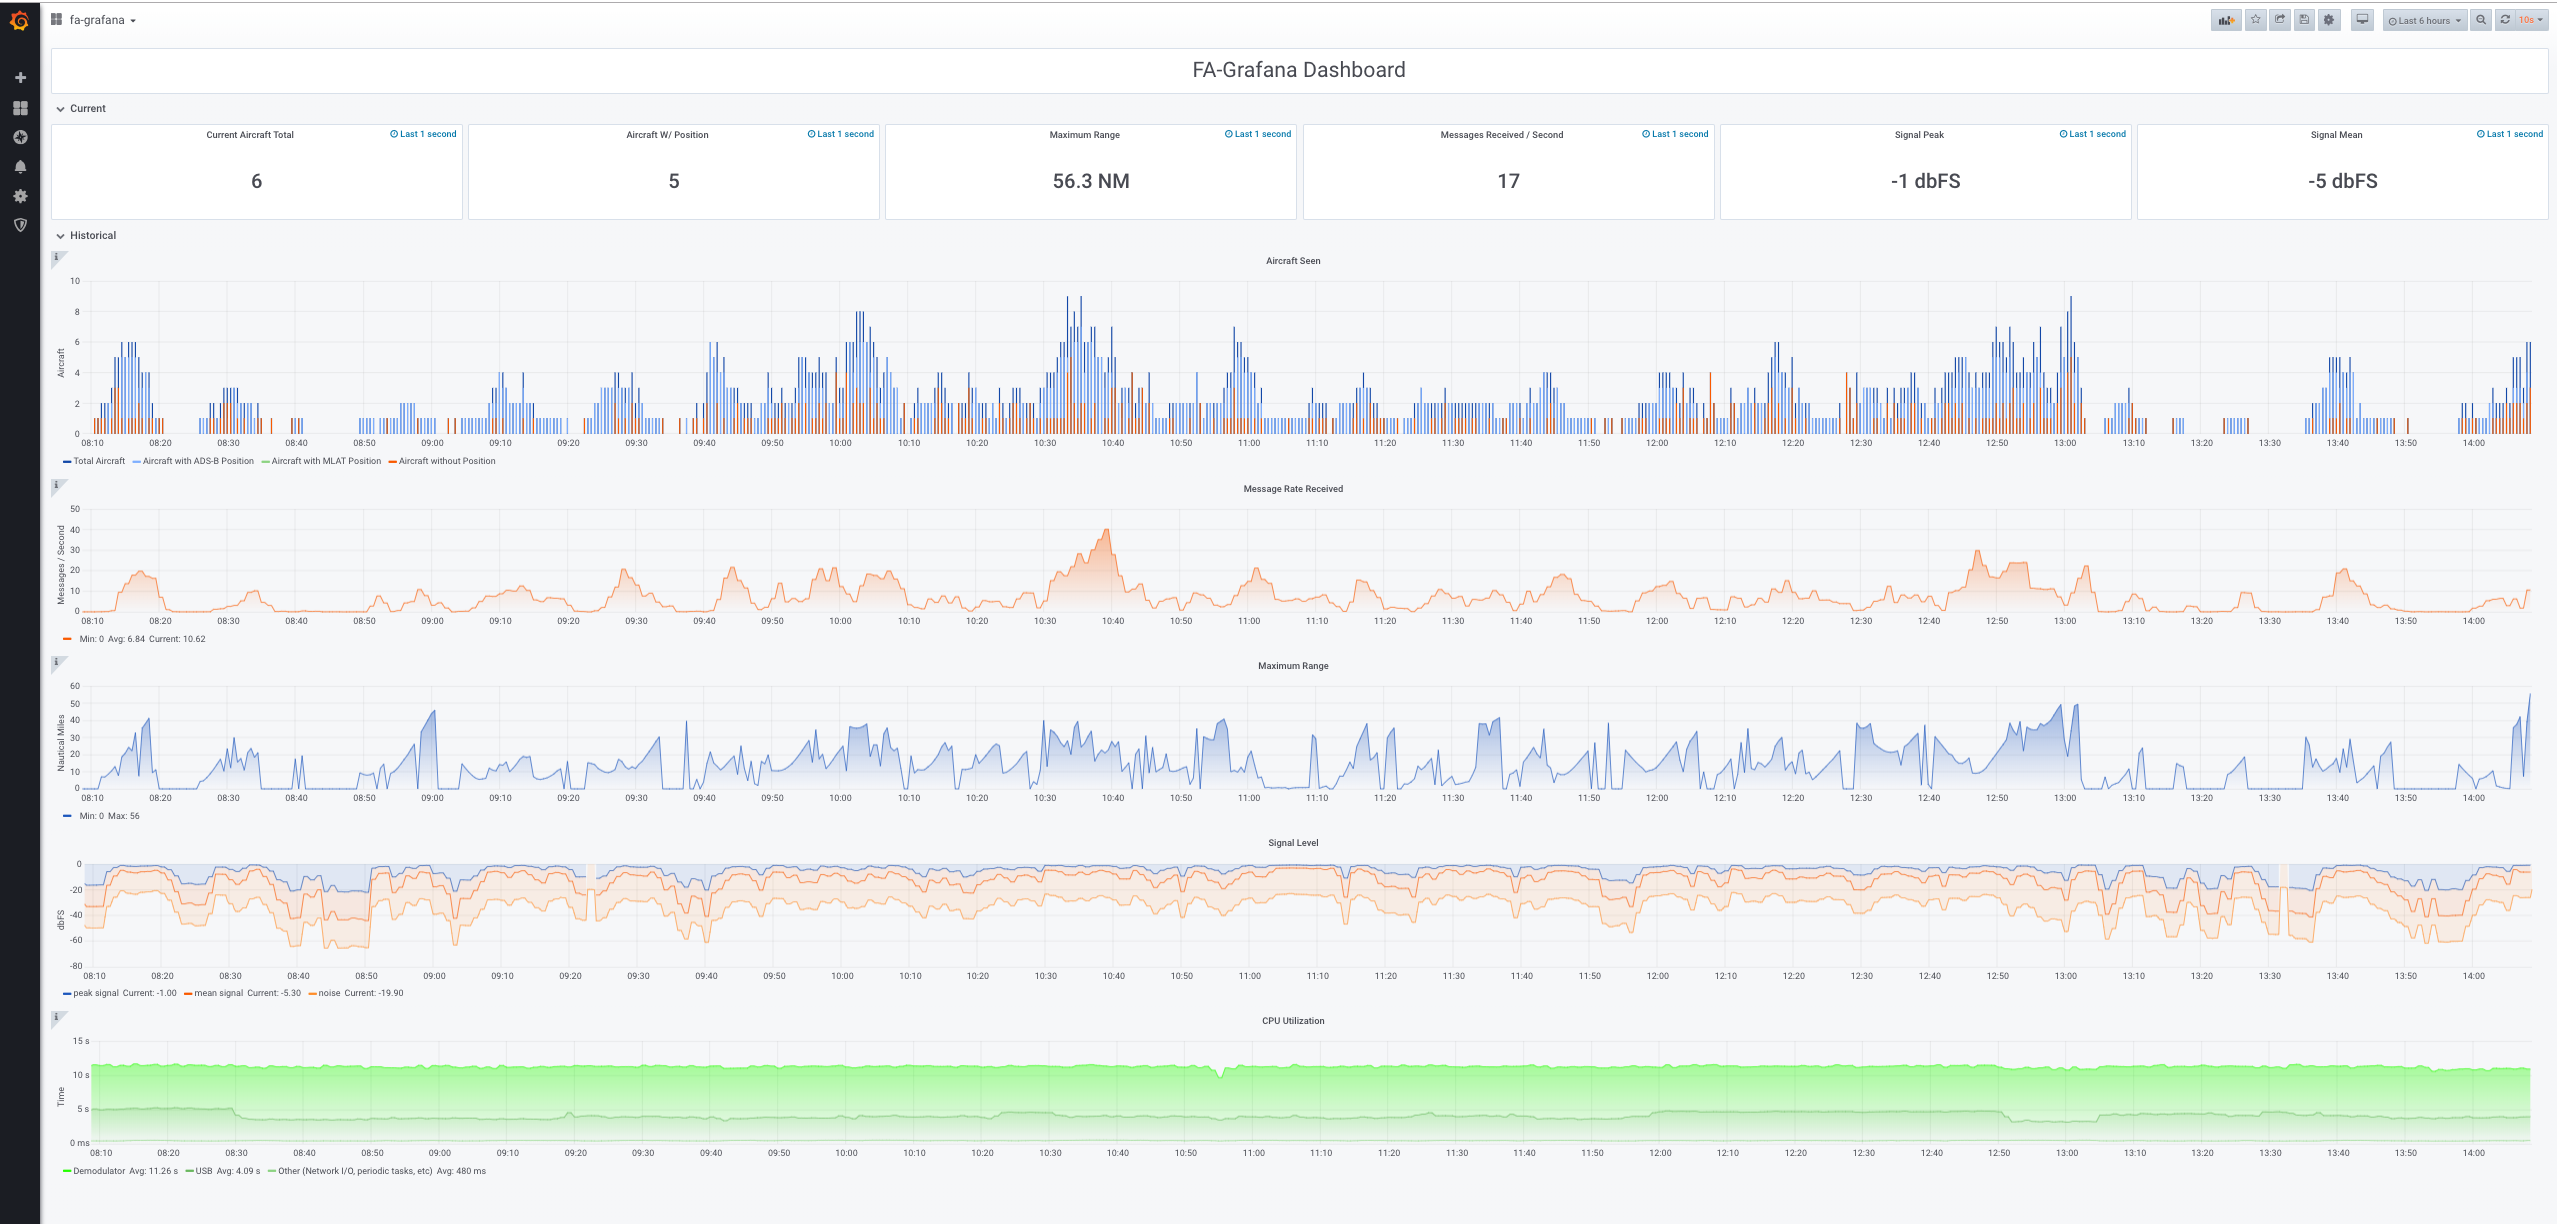 fa-grafana
Last 6 hours 10s
FA-Grafana Dashboard
Current
Current Aircraft Total Last 1 second
6
Aircraft W/ Position Last 1 second
5
Maximum Range Last 1 second
56.3 NM
Messages Received / Second Last 1 second
17
Signal Peak Last 1 second
-1 dbFS
Signal Mean Last 1 second
-5 dbFS
Historical
Aircraft Seen
Aircraft
10
8
6
4
2
0
08:10 08:20 08:30 08:40 08:50 09:00 09:10 09:20 09:30 09:40 09:50 10:00 10:10 10:20 10:30 10:40 10:50 11:00 11:10 11:20 11:30 11:40 11:50 12:00 12:10 12:20 12:30 12:40 12:50 13:00 13:10 13:20 13:30 13:40 13:50 14:00
Total Aircraft Aircraft with ADS-B Position Aircraft with MLAT Position Aircraft without Position
Message Rate Received
Messages / Second
50
40
30
20
10
0
08:10 08:20 08:30 08:40 08:50 09:00 09:10 09:20 09:30 09:40 09:50 10:00 10:10 10:20 10:30 10:40 10:50 11:00 11:10 11:20 11:30 11:40 11:50 12:00 12:10 12:20 12:30 12:40 12:50 13:00 13:10 13:20 13:30 13:40 13:50 14:00
Min: 0 Avg: 6.84 Current: 10.62
Maximum Range
Nautical Miles
60
50
40
30
20
10
0
08:10 08:20 08:30 08:40 08:50 09:00 09:10 09:20 09:30 09:40 09:50 10:00 10:10 10:20 10:30 10:40 10:50 11:00 11:10 11:20 11:30 11:40 11:50 12:00 12:10 12:20 12:30 12:40 12:50 13:00 13:10 13:20 13:30 13:40 13:50 14:00
Min: 0 Max: 56
Signal Level
dbFS
0
-20
-40
-60
-80
08:10 08:20 08:30 08:40 08:50 09:00 09:10 09:20 09:30 09:40 09:50 10:00 10:10 10:20 10:30 10:40 10:50 11:00 11:10 11:20 11:30 11:40 11:50 12:00 12:10 12:20 12:30 12:40 12:50 13:00 13:10 13:20 13:30 13:40 13:50 14:00
peak signal Current: -1.00 mean signal Current: -5.30 noise Current: -19.90
CPU Utilization
Time
15 s
10 s
5 s
0 ms
08:10 08:20 08:30 08:40 08:50 09:00 09:10 09:20 09:30 09:40 09:50 10:00 10:10 10:20 10:30 10:40 10:50 11:00 11:10 11:20 11:30 11:40 11:50 12:00 12:10 12:20 12:30 12:40 12:50 13:00 13:10 13:20 13:30 13:40 13:50 14:00
Demodulator Avg: 11.26 s USB Avg: 4.09 s Other (Network I/O, periodic tasks, etc) Avg: 480 ms